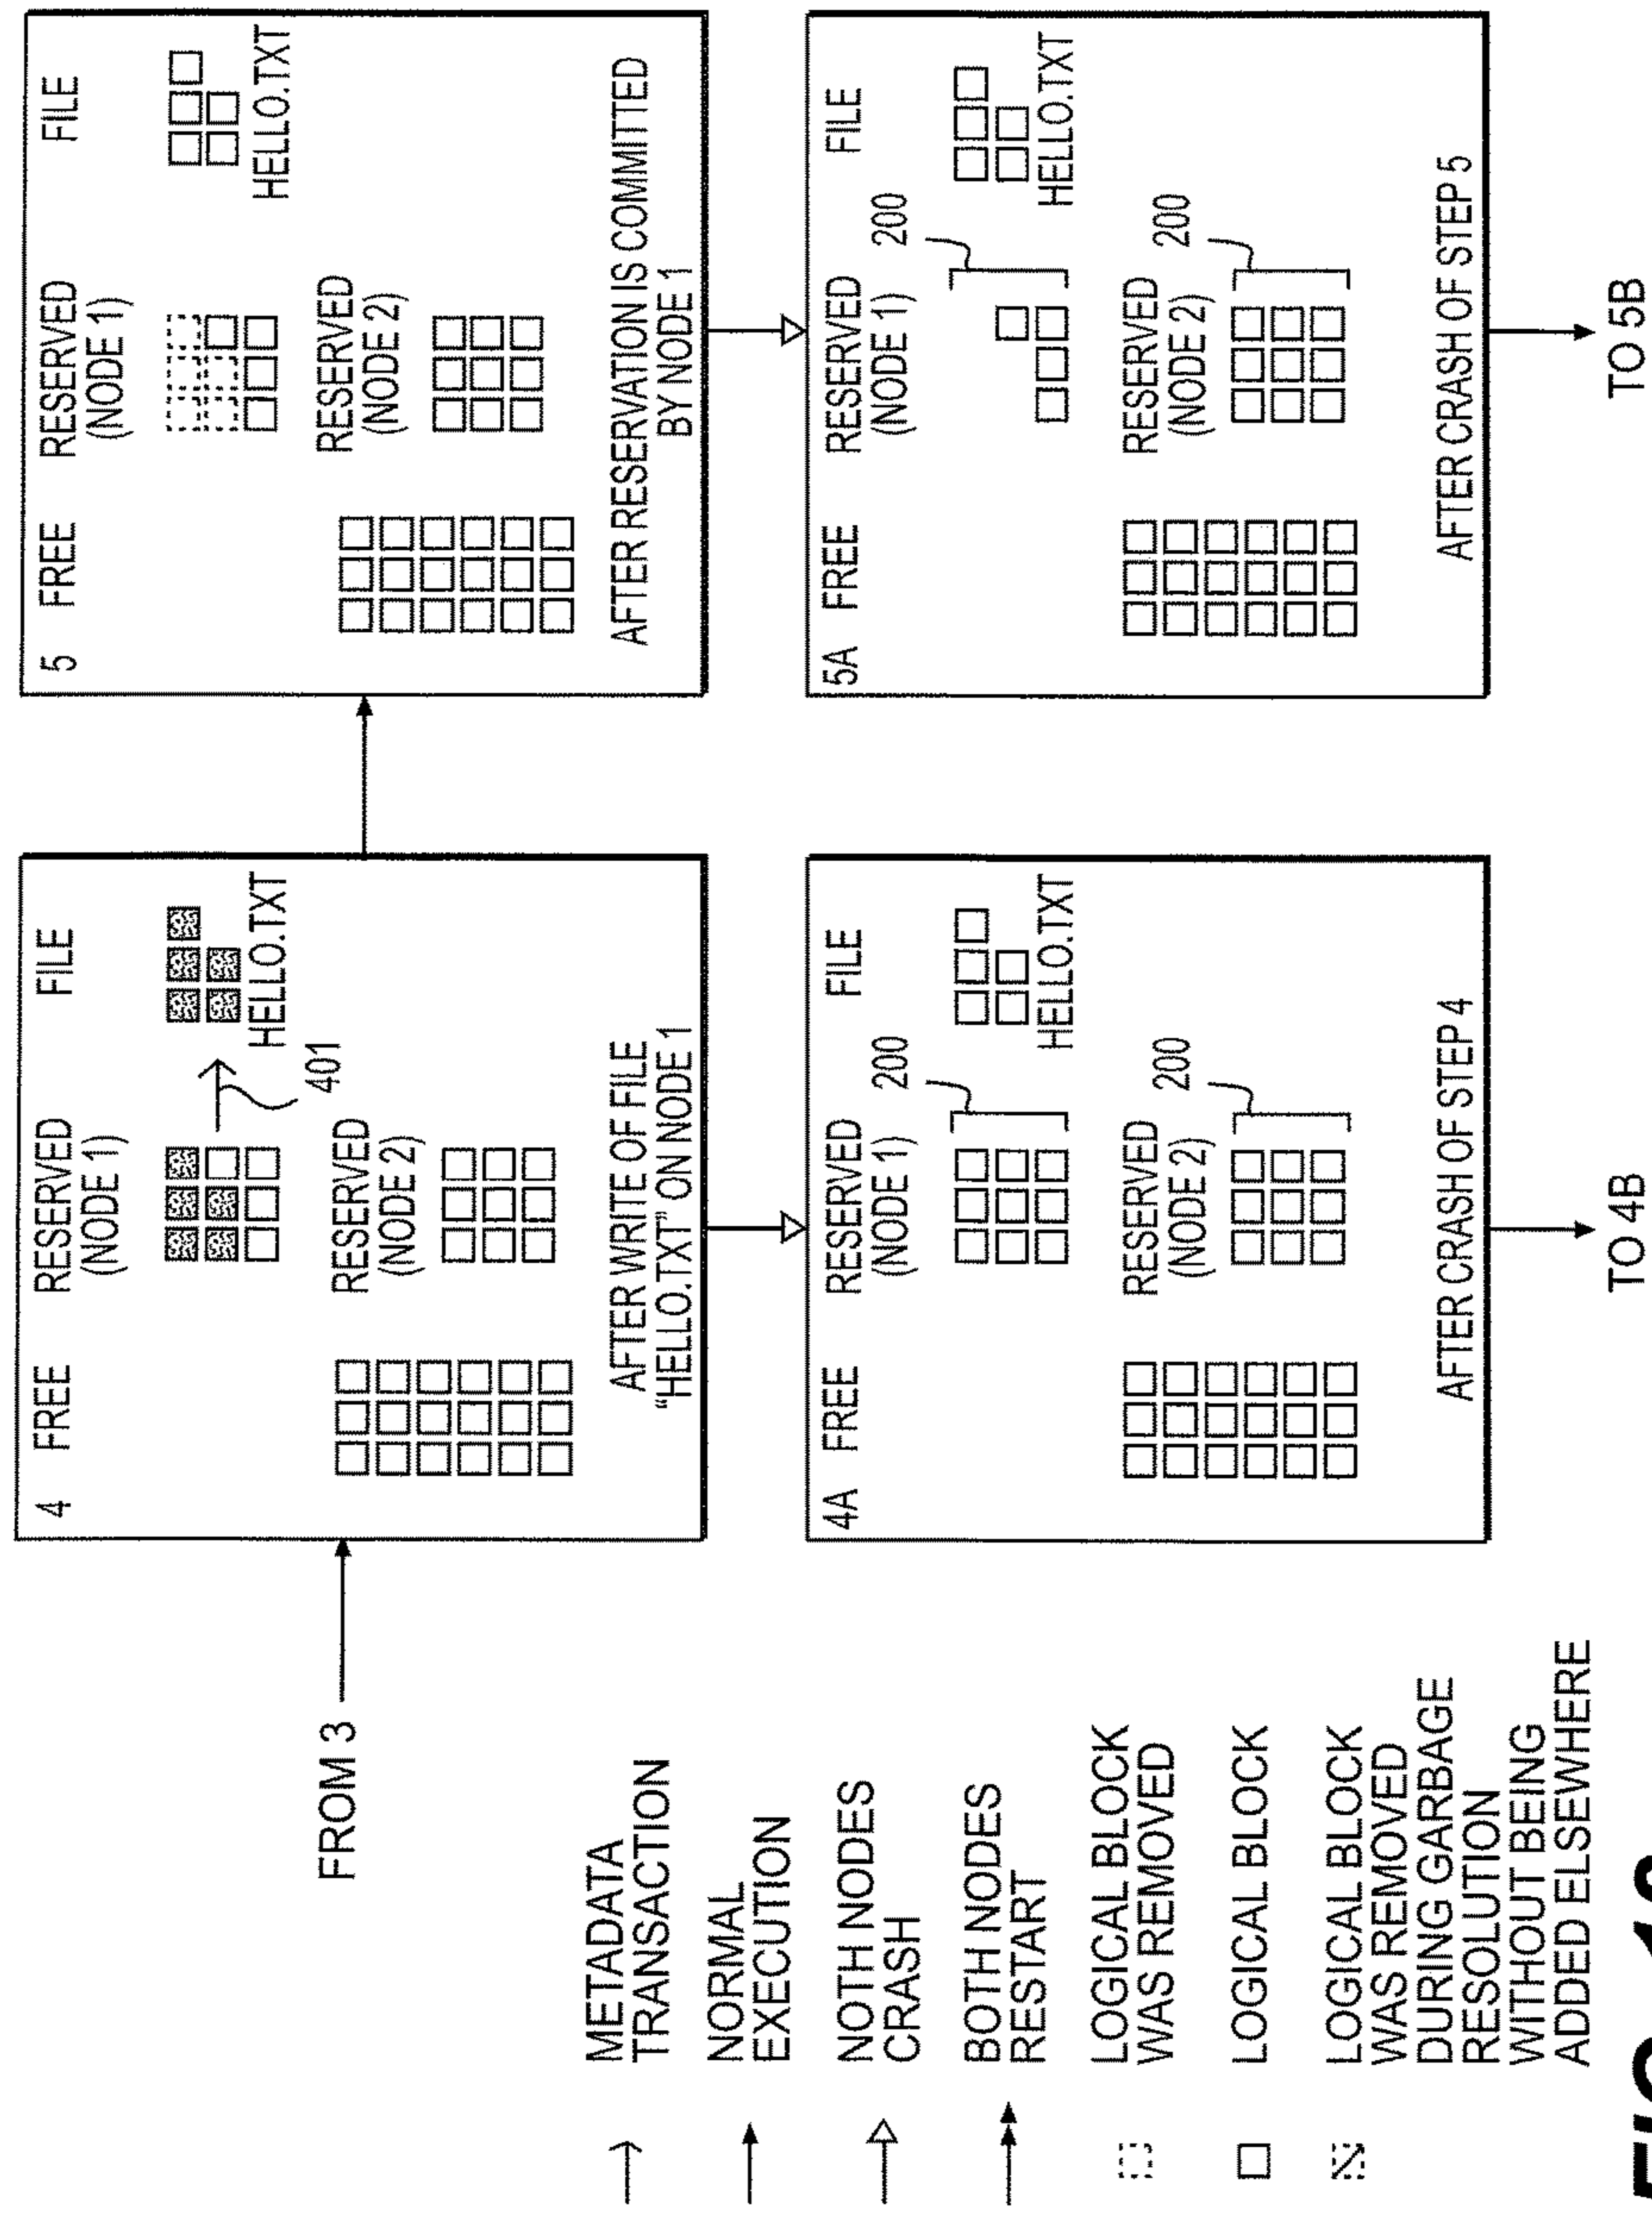 FROM 3
4 FREE RESERVED FILE
(NODE 1)
HELLO.TXT
401
RESERVED
(NODE 2)
AFTER WRITE OF FILE
“HELLO.TXT” ON NODE 1
5 FREE RESERVED FILE
(NODE 1)
HELLO.TXT
RESERVED
(NODE 2)
AFTER RESERVATION IS COMMITTED
BY NODE 1
4A FREE RESERVED FILE
(NODE 1)
200
HELLO.TXT
RESERVED
(NODE 2)
200
AFTER CRASH OF STEP 4
TO 4B
5A FREE RESERVED FILE
(NODE 1)
200
HELLO.TXT
RESERVED
(NODE 2)
200
AFTER CRASH OF STEP 5
TO 5B
METADATA
TRANSACTION
NORMAL
EXECUTION
NOTH NODES
CRASH
BOTH NODES
RESTART
LOGICAL BLOCK
WAS REMOVED
LOGICAL BLOCK
LOGICAL BLOCK
WAS REMOVED
DURING GARBAGE
RESOLUTION
WITHOUT BEING
ADDED ELSEWHERE